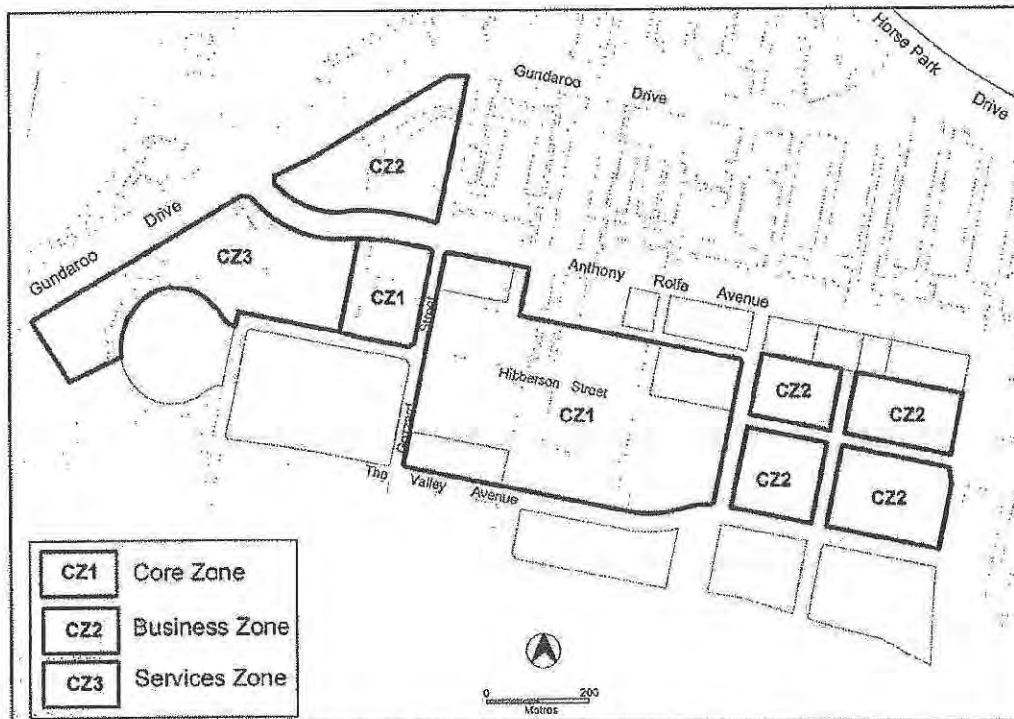 Horse Park
Drive
Gundaroo
Drive
CZ2
Gundaroo
Drive
CZ3
CZ1
Street
Anthony
Rolfe
Avenue
Hibberson Street
CZ1
CZ2
CZ2
CZ2
CZ2
The
Valley
Avenue
CZ1 Core Zone
CZ2 Business Zone
CZ3 Services Zone
0
200
Metres